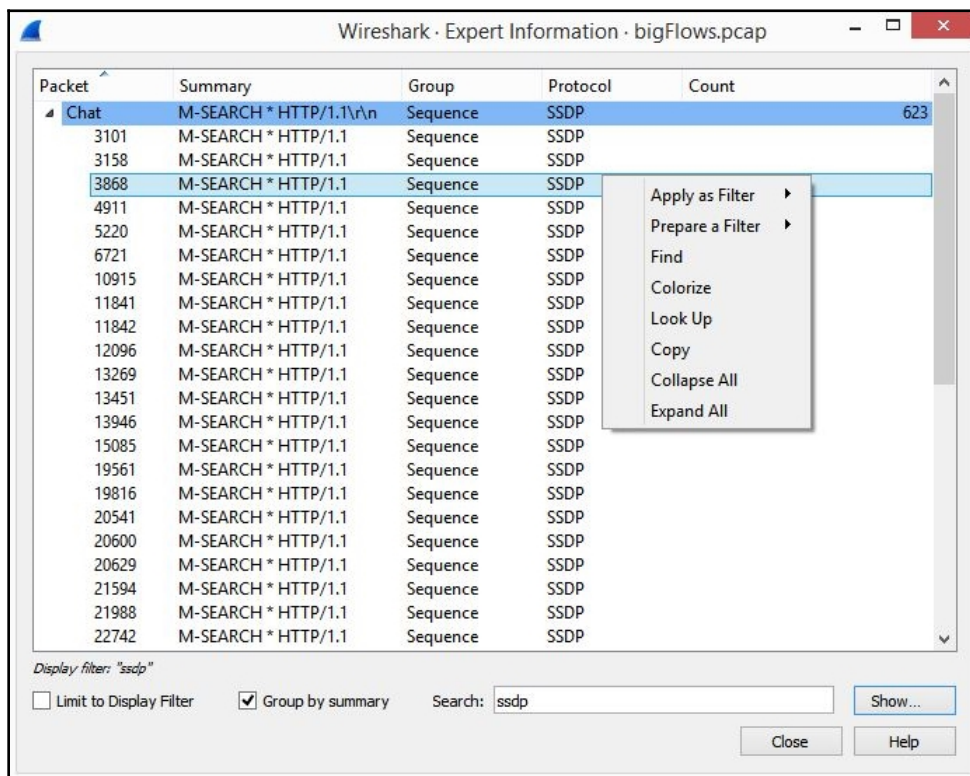 Wireshark · Expert Information · bigFlows.pcap
Packet Summary Group Protocol Count
Chat M-SEARCH * HTTP/1.1\r\n Sequence SSDP 623
3101 M-SEARCH * HTTP/1.1 Sequence SSDP
3158 M-SEARCH * HTTP/1.1 Sequence SSDP
3868 M-SEARCH * HTTP/1.1 Sequence SSDP
4911 M-SEARCH * HTTP/1.1 Sequence SSDP
5220 M-SEARCH * HTTP/1.1 Sequence SSDP
6721 M-SEARCH * HTTP/1.1 Sequence SSDP
10915 M-SEARCH * HTTP/1.1 Sequence SSDP
11841 M-SEARCH * HTTP/1.1 Sequence SSDP
11842 M-SEARCH * HTTP/1.1 Sequence SSDP
12096 M-SEARCH * HTTP/1.1 Sequence SSDP
13269 M-SEARCH * HTTP/1.1 Sequence SSDP
13451 M-SEARCH * HTTP/1.1 Sequence SSDP
13946 M-SEARCH * HTTP/1.1 Sequence SSDP
15085 M-SEARCH * HTTP/1.1 Sequence SSDP
19561 M-SEARCH * HTTP/1.1 Sequence SSDP
19816 M-SEARCH * HTTP/1.1 Sequence SSDP
20541 M-SEARCH * HTTP/1.1 Sequence SSDP
20600 M-SEARCH * HTTP/1.1 Sequence SSDP
20629 M-SEARCH * HTTP/1.1 Sequence SSDP
21594 M-SEARCH * HTTP/1.1 Sequence SSDP
21988 M-SEARCH * HTTP/1.1 Sequence SSDP
22742 M-SEARCH * HTTP/1.1 Sequence SSDP
Apply as Filter
Prepare a Filter
Find
Colorize
Look Up
Copy
Collapse All
Expand All
Display filter: "ssdp"
Limit to Display Filter Group by summary Search: ssdp Show...
Close Help